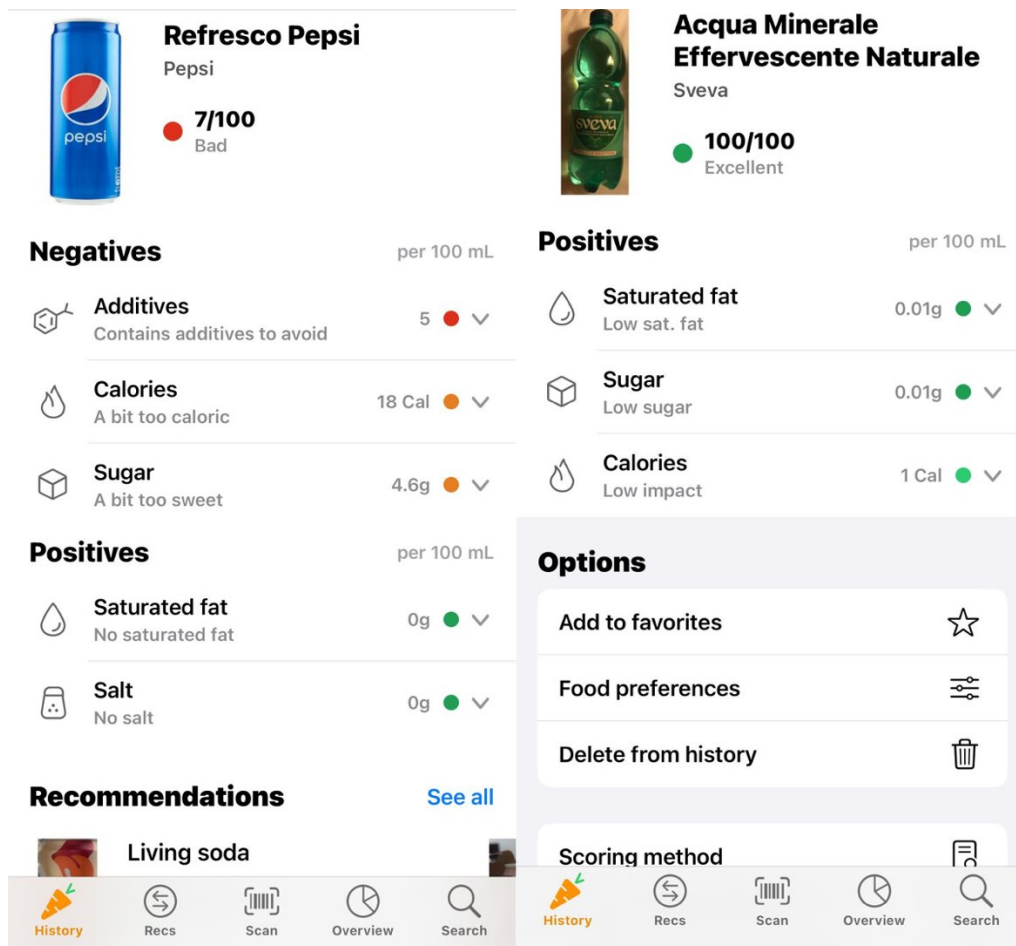 Refresco Pepsi
Pepsi
7/100
Bad
pepsi
Negatives
per 100 mL
Additives
5
Contains additives to avoid
Calories
18 Cal
A bit too caloric
Sugar
4.6g
A bit too sweet
Positives
per 100 mL
Saturated fat
0g
No saturated fat
Salt
0g
No salt
Recommendations
See all
Living soda
History
Recs
Scan
Overview
Search
Acqua Minerale
Effervescente Naturale
Sveva
100/100
Excellent
sveva
Positives
per 100 mL
Saturated fat
0.01g
Low sat. fat
Sugar
0.01g
Low sugar
Calories
1 Cal
Low impact
Options
Add to favorites
Food preferences
Delete from history
Scoring method
History
Recs
Scan
Overview
Search